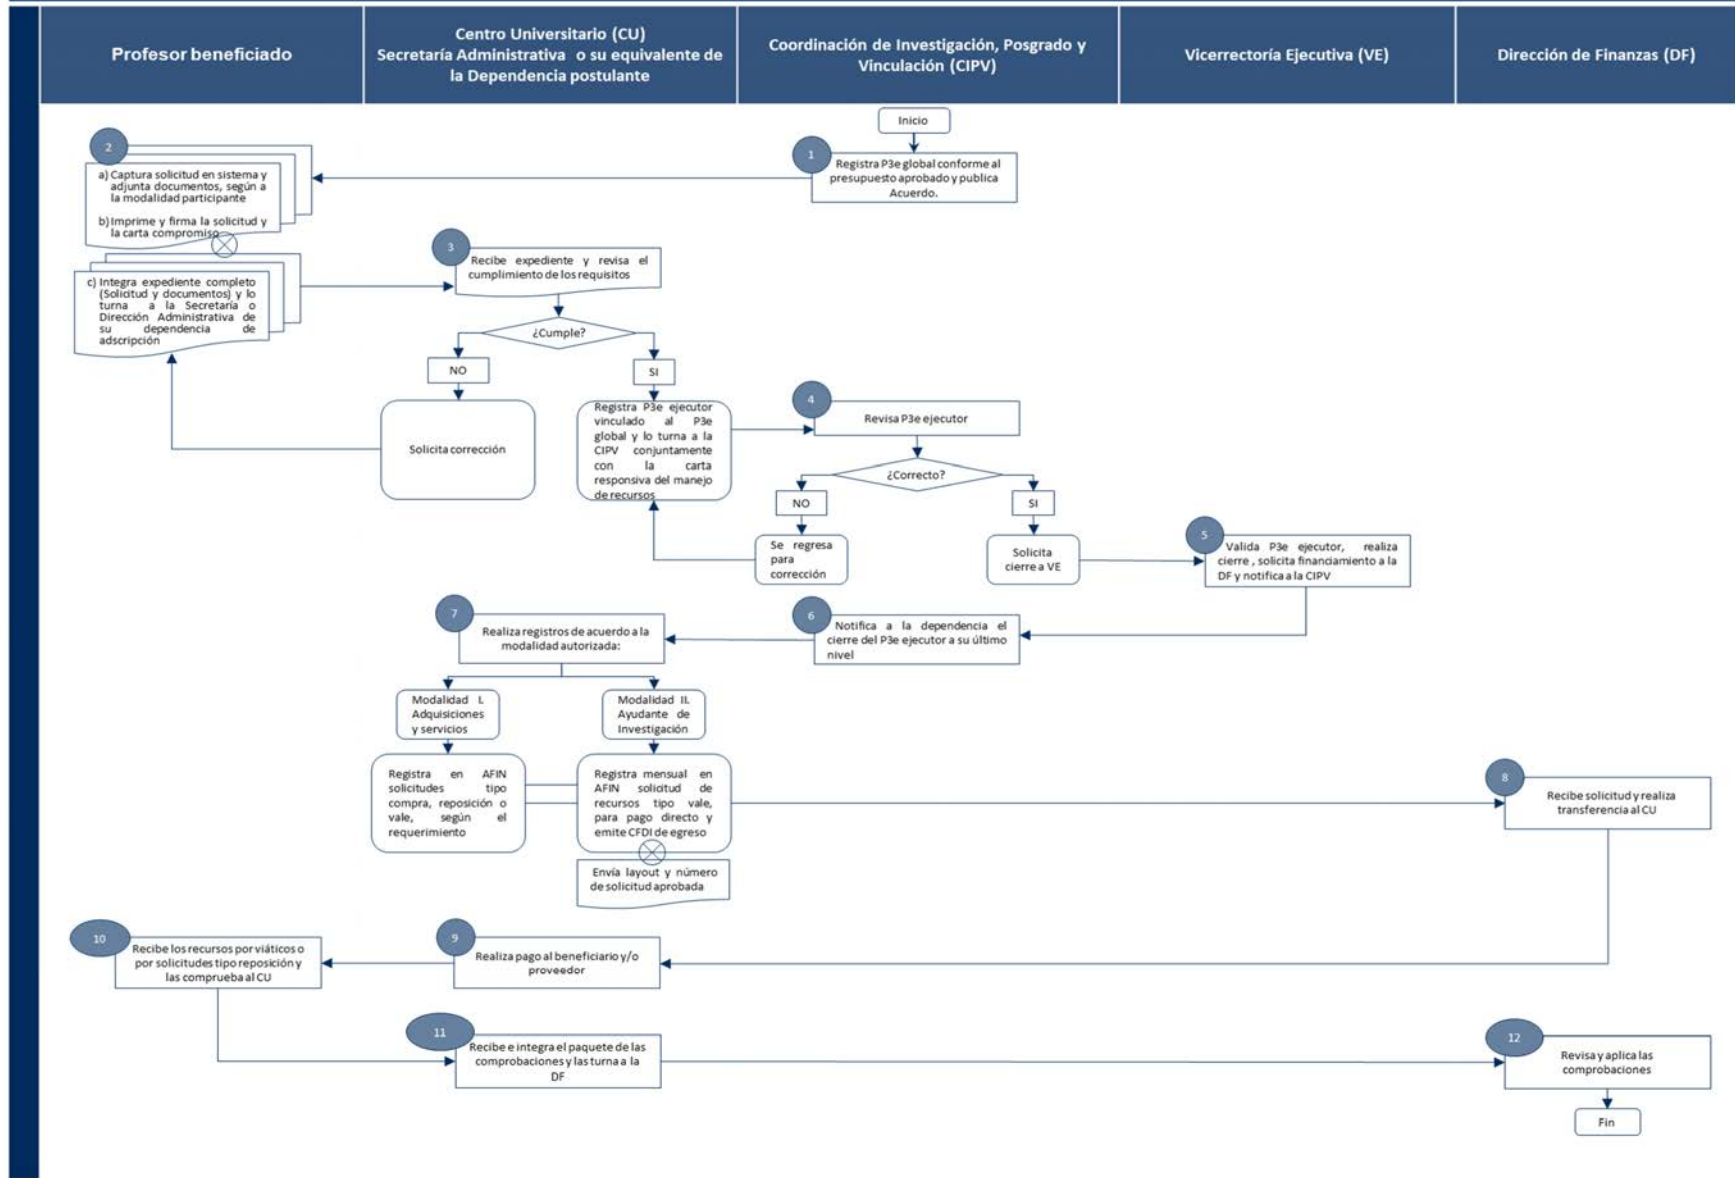 Profesor beneficiado
Centro Universitario (CU)
Secretaría Administrativa o su equivalente de
la Dependencia postulante
Coordinación de Investigación, Posgrado y
Vinculación (CIPV)
Vicerrectoría Ejecutiva (VE)
Dirección de Finanzas (DF)
Inicio
1
Registra P3e global conforme al
presupuesto aprobado y publica
Acuerdo.
2
a) Captura solicitud en sistema y
adjunta documentos, según a
la modalidad participante
b) Imprime y firma la solicitud y
la carta compromiso
c) Integra expediente completo
(Solicitud y documentos) y lo
turna a la Secretaría o
Dirección Administrativa de
su dependencia de
adscripción
3
Recibe expediente y revisa el
cumplimiento de los requisitos
¿Cumple?
NO
SI
Solicita corrección
Registra P3e ejecutor
vinculado al P3e
global y lo turna a la
CIPV conjuntamente
con la carta
responsiva del manejo
de recursos
4
Revisa P3e ejecutor
¿Correcto?
NO
SI
Se regresa
para
corrección
Solicita
cierre a VE
5
Valida P3e ejecutor, realiza
cierre , solicita financiamiento a la
DF y notifica a la CIPV
6
Notifica a la dependencia el
cierre del P3e ejecutor a su último
nivel
7
Realiza registros de acuerdo a la
modalidad autorizada:
Modalidad I.
Adquisiciones
y servicios
Modalidad II.
Ayudante de
Investigación
Registra en AFIN
solicitudes tipo
compra, reposición o
vale, según el
requerimiento
Registra mensual en
AFIN solicitud de
recursos tipo vale,
para pago directo y
emite CFDI de egreso
Envía layout y número
de solicitud aprobada
8
Recibe solicitud y realiza
transferencia al CU
9
Realiza pago al beneficiario y/o
proveedor
10
Recibe los recursos por viáticos o
por solicitudes tipo reposición y
las comprueba al CU
11
Recibe e integra el paquete de las
comprobaciones y las turna a la
DF
12
Revisa y aplica las
comprobaciones
Fin